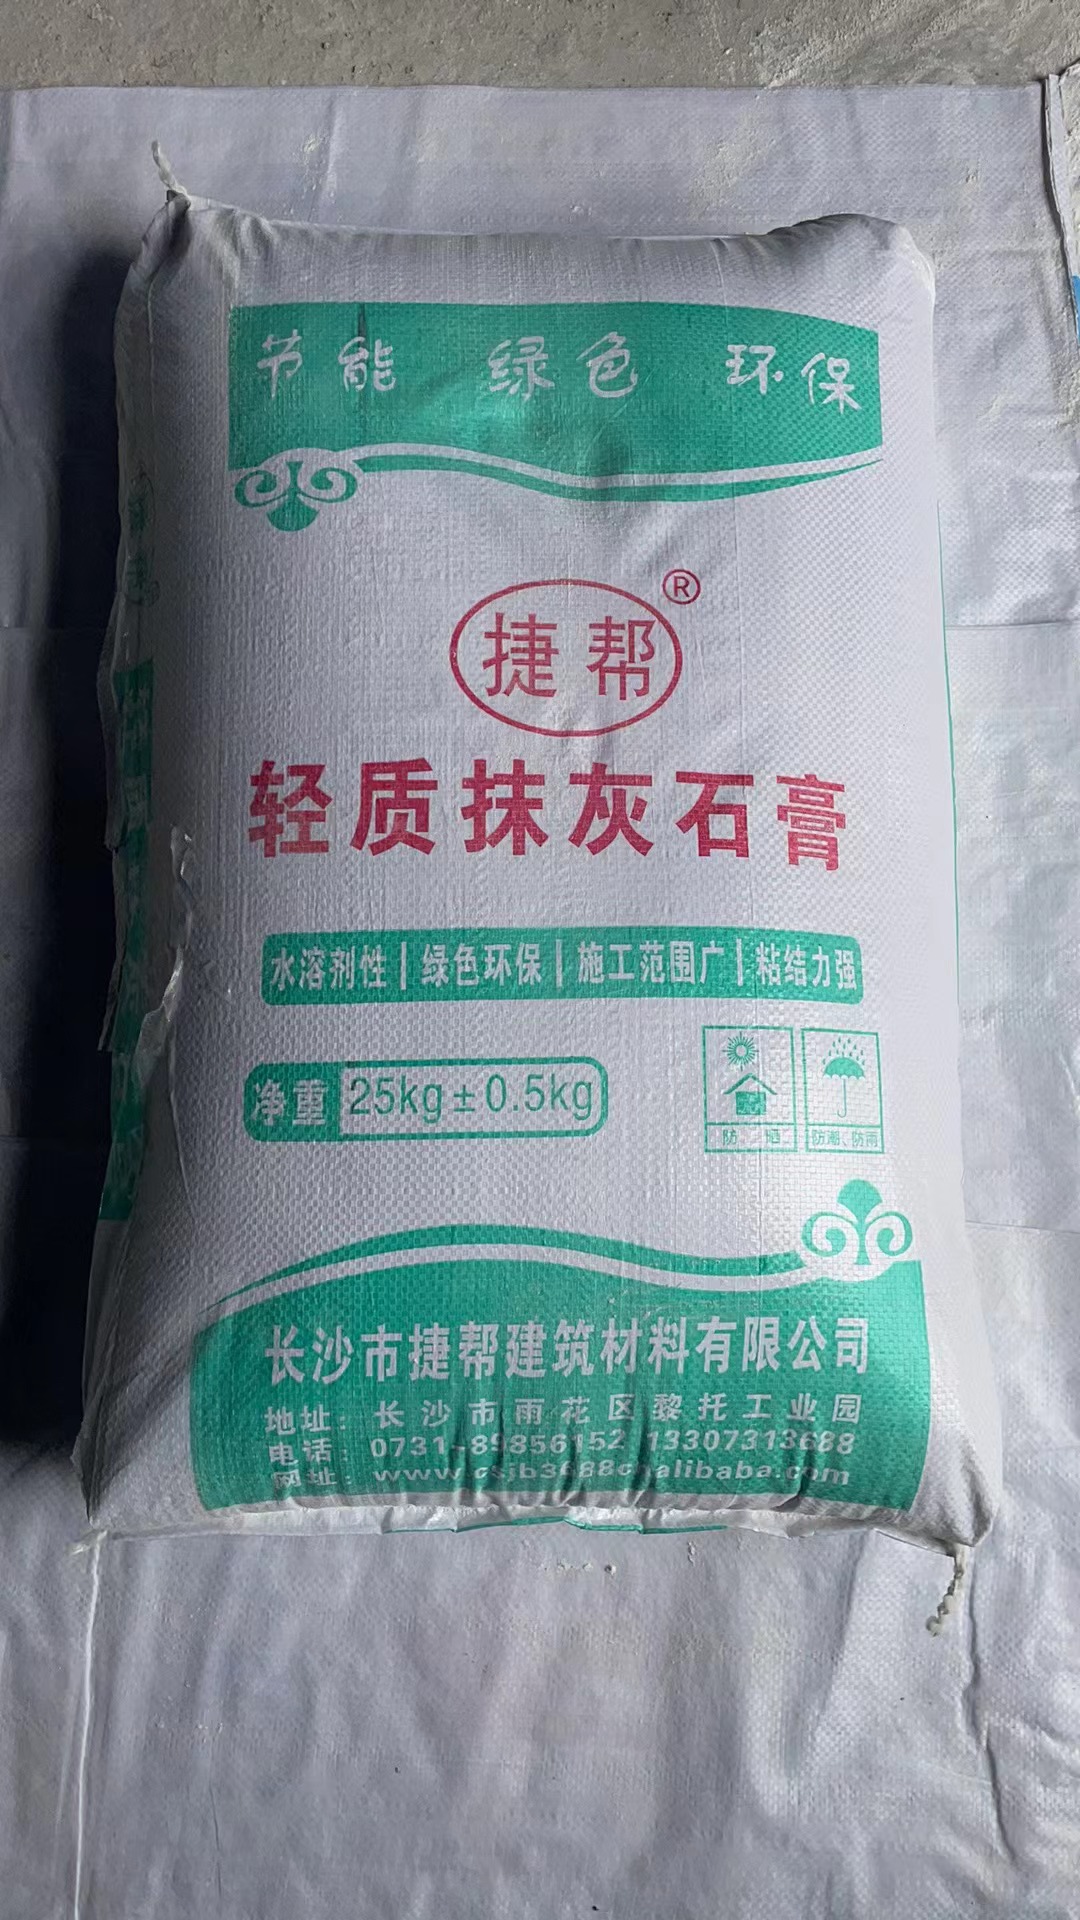 节能 绿色 环保
捷帮®
轻质抹灰石膏
水溶剂性|绿色环保|施工范围广|粘结力强
净重 25kg±0.5kg
防 晒 防潮、防雨
长沙市捷帮建筑材料有限公司
地址: 长沙市雨花区黎托工业园
电话: 0731-89856152 13307313688
网址: